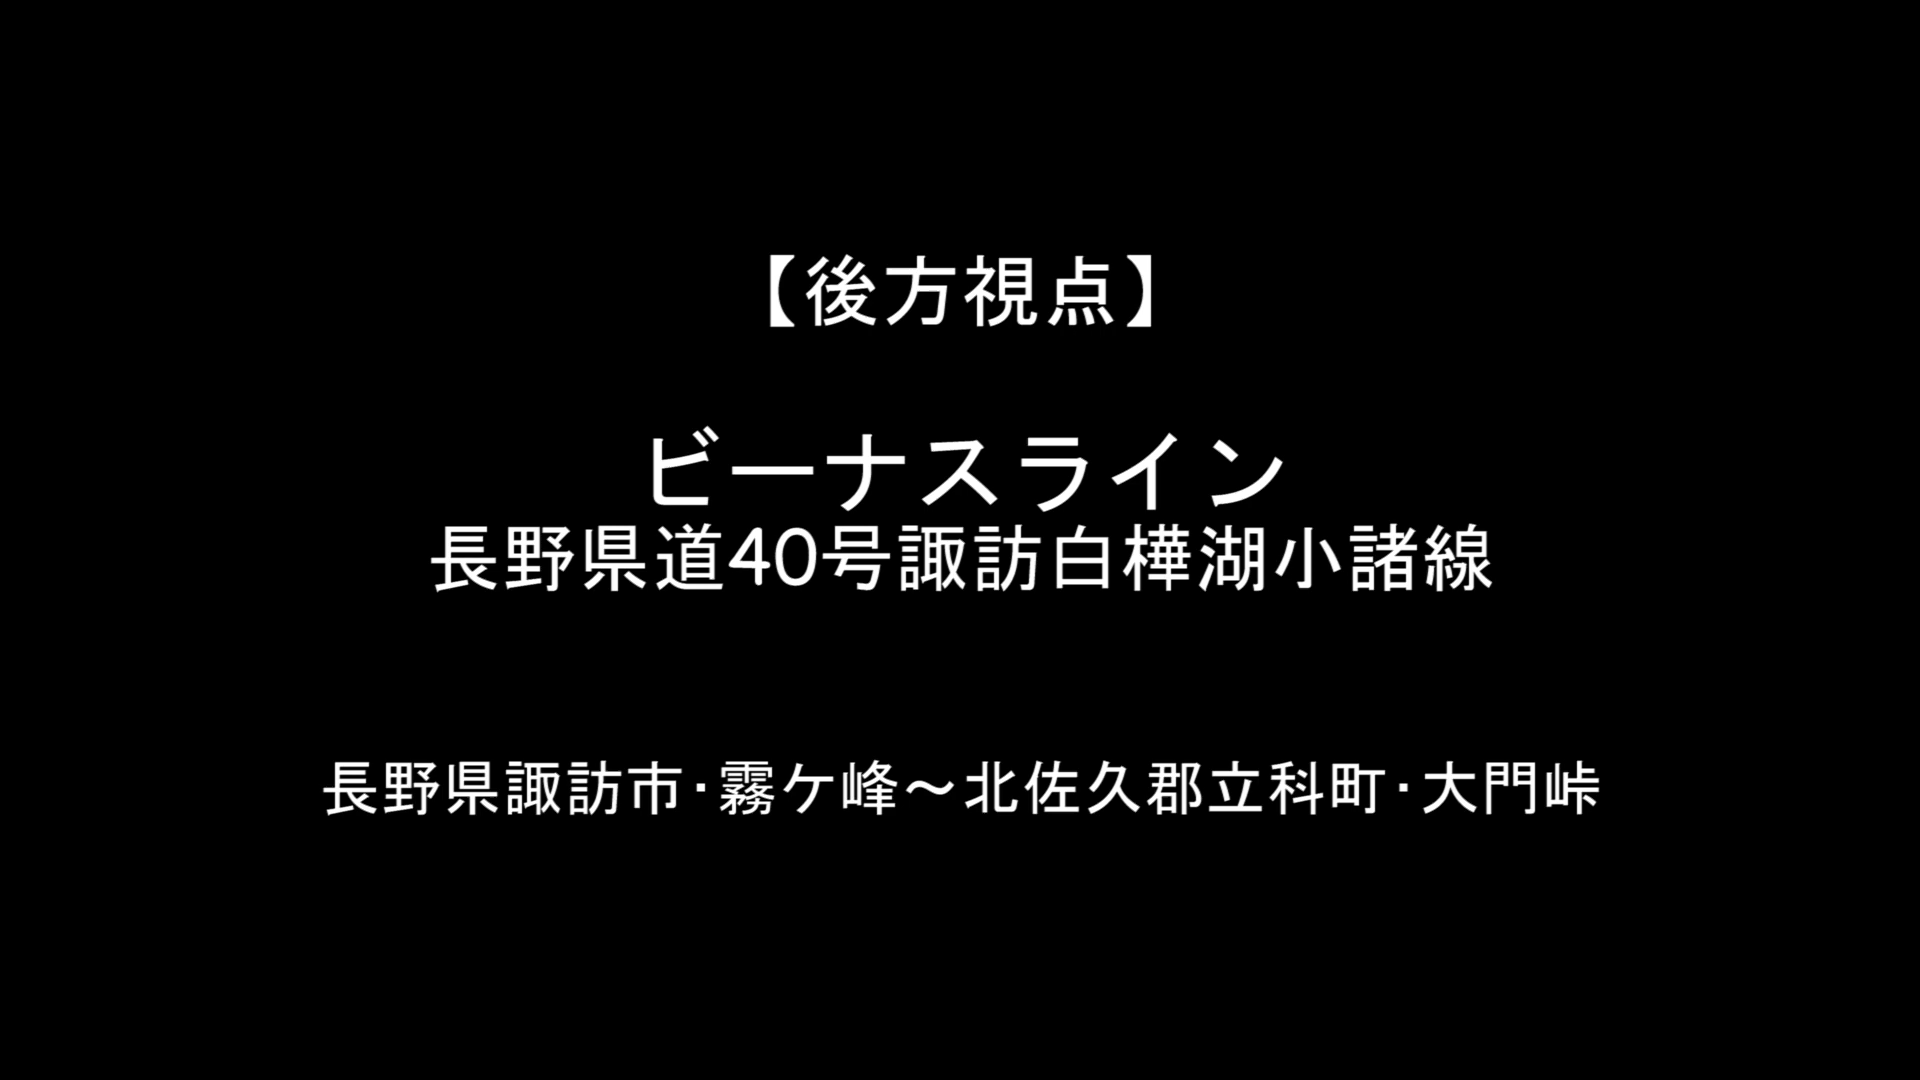 【後方視点】
ビーナスライン
長野県道40号諏訪白樺湖小諸線
長野県諏訪市･霧ケ峰～北佐久郡立科町･大門峠